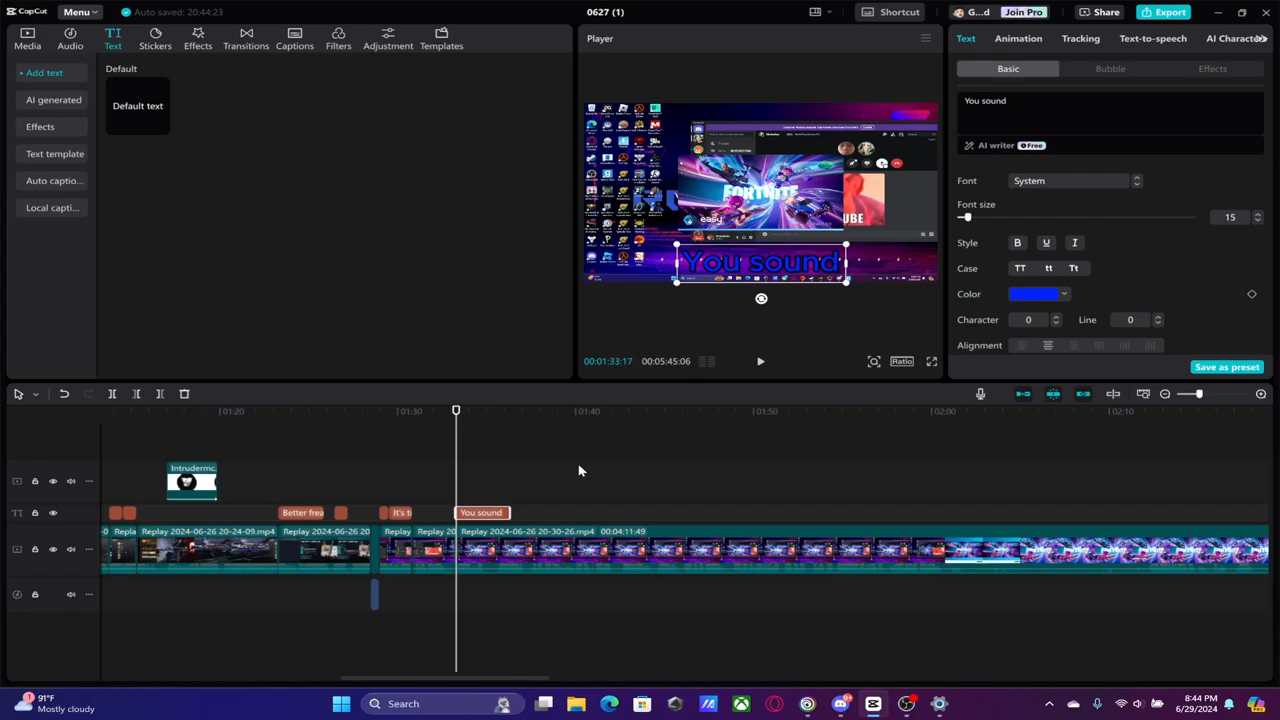 CapCut
Menu
Auto saved: 20:44:23
0627 (1)
Shortcut
G...d
Join Pro
Share
Export
Media
Audio
Text
Stickers
Effects
Transitions
Captions
Filters
Adjustment
Templates
Add text
AI generated
Effects
Text template
Auto captio...
Local capti...
Default
Default text
Player
FORTNITE
easy
UBE
You sound
00:01:33:17
00:05:45:06
Ratio
Text
Animation
Tracking
Text-to-speech
AI Character
Basic
Bubble
Effects
You sound
AI writer
Free
Font
System
Font size
15
Style
B
U
I
Case
TT
tt
Tt
Color
Character
0
Line
0
Alignment
Save as preset
01:20
01:30
01:40
01:50
02:00
02:10
Intruderme.
Better frea
It's ti
You sound
Repla
Replay 2024-06-26 20-24-09.mp4
Replay 2024-06-26 20
Replay
Replay 20
Replay 2024-06-26 20-30-26.mp4 00:04:11:49
91°F
Mostly cloudy
Search
8:44 PM
6/29/2024